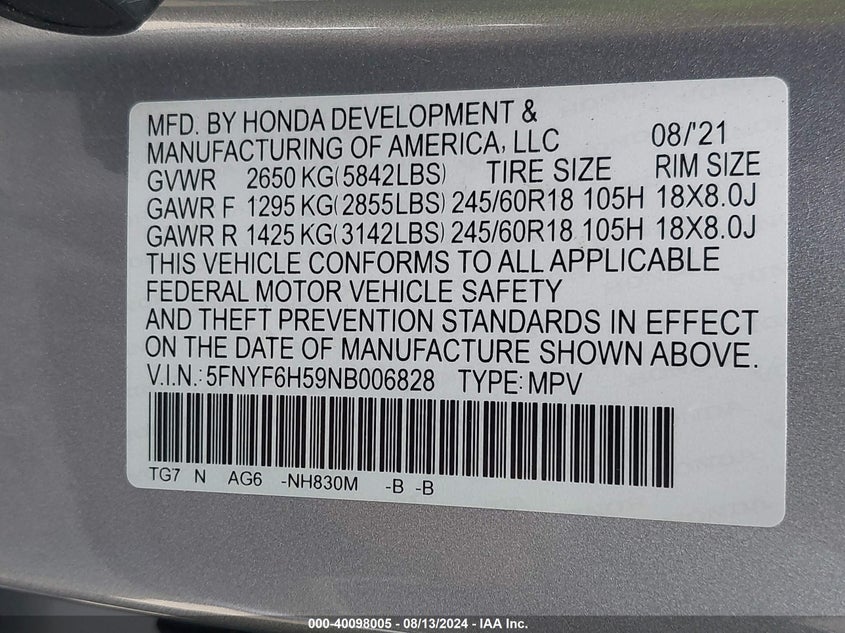 MFD. BY HONDA DEVELOPMENT &
MANUFACTURING OF AMERICA, LLC 08/'21
GVWR 2650 KG(5842LBS) TIRE SIZE RIM SIZE
GAWR F 1295 KG(2855LBS) 245/60R18 105H 18X8.0J
GAWR R 1425 KG(3142LBS) 245/60R18 105H 18X8.0J
THIS VEHICLE CONFORMS TO ALL APPLICABLE
FEDERAL MOTOR VEHICLE SAFETY
AND THEFT PREVENTION STANDARDS IN EFFECT
ON THE DATE OF MANUFACTURE SHOWN ABOVE.
V.I.N.: 5FNYF6H59NB006828 TYPE: MPV
TG7 N AG6 -NH830M -B -B
000-40098005 - 08/13/2024 - IAA Inc.